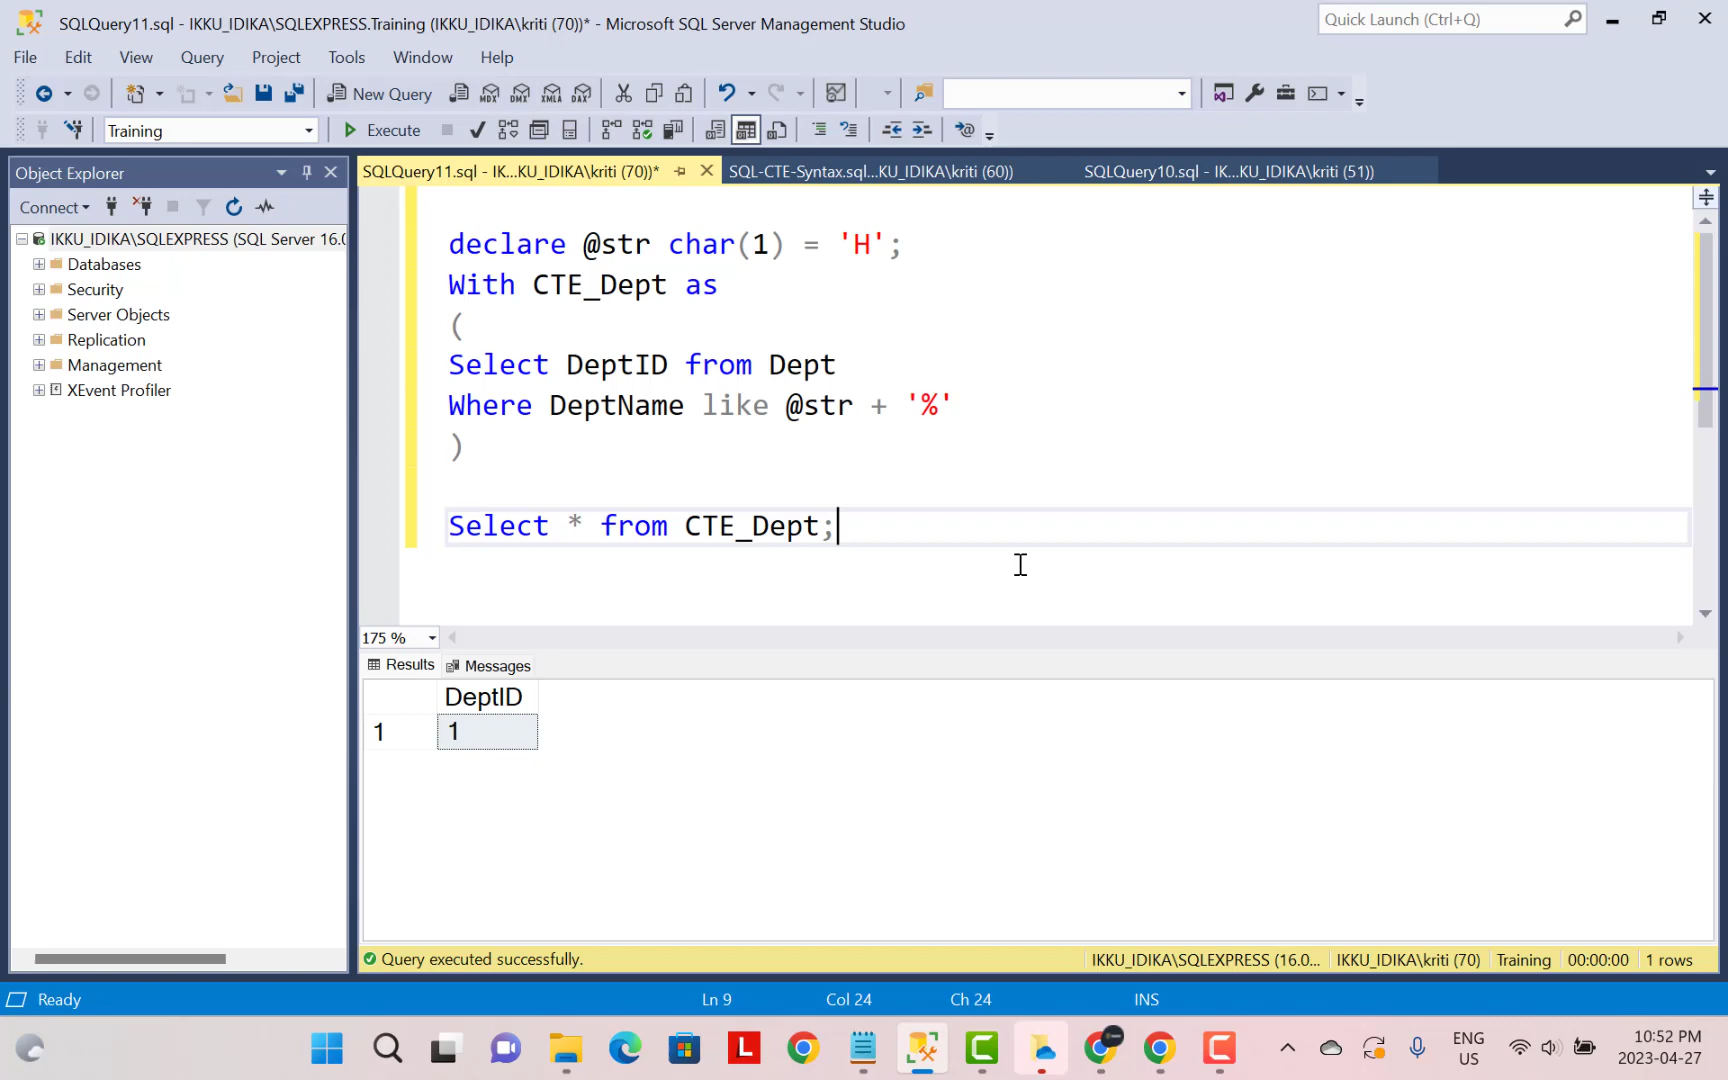 SQLQuery11.sql - IKKU_IDIKA\SQLEXPRESS.Training (IKKU_IDIKA\kriti (70))* - Microsoft SQL Server Management Studio
Quick Launch (Ctrl+Q)
File Edit View Query Project Tools Window Help
New Query MDX DMX XMLA DAX
Training Execute
Object Explorer
SQLQuery11.sql - IK...KU_IDIKA\kriti (70))* SQL-CTE-Syntax.sql...KU_IDIKA\kriti (60)) SQLQuery10.sql - IK...KU_IDIKA\kriti (51))
Connect
IKKU_IDIKA\SQLEXPRESS (SQL Server 16.0
Databases
Security
Server Objects
Replication
Management
XEvent Profiler
declare @str char(1) = 'H';
With CTE_Dept as
(
Select DeptID from Dept
Where DeptName like @str + '%'
)
Select * from CTE_Dept;
175 %
Results Messages
DeptID
1 1
Query executed successfully.
IKKU_IDIKA\SQLEXPRESS (16.0... IKKU_IDIKA\kriti (70) Training 00:00:00 1 rows
Ready Ln 9 Col 24 Ch 24 INS
L C C
ENG
US
10:52 PM
2023-04-27